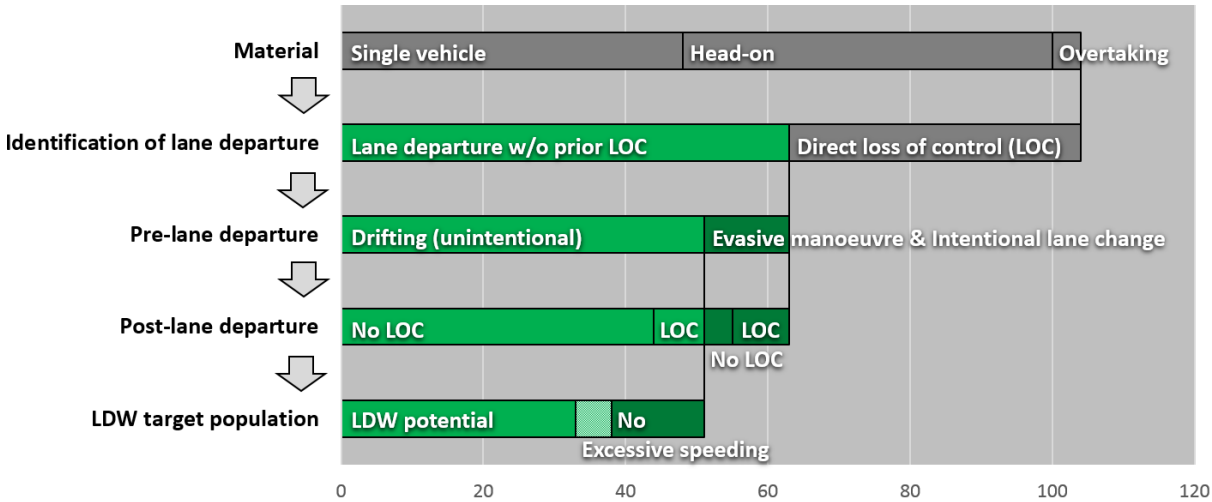 Material
Single vehicle
Head-on
Overtaking
Identification of lane departure
Lane departure w/o prior LOC
Direct loss of control (LOC)
Pre-lane departure
Drifting (unintentional)
Evasive manoeuvre & Intentional lane change
Post-lane departure
No LOC
LOC
LOC
No LOC
LDW target population
LDW potential
No
Excessive speeding
0
20
40
60
80
100
120